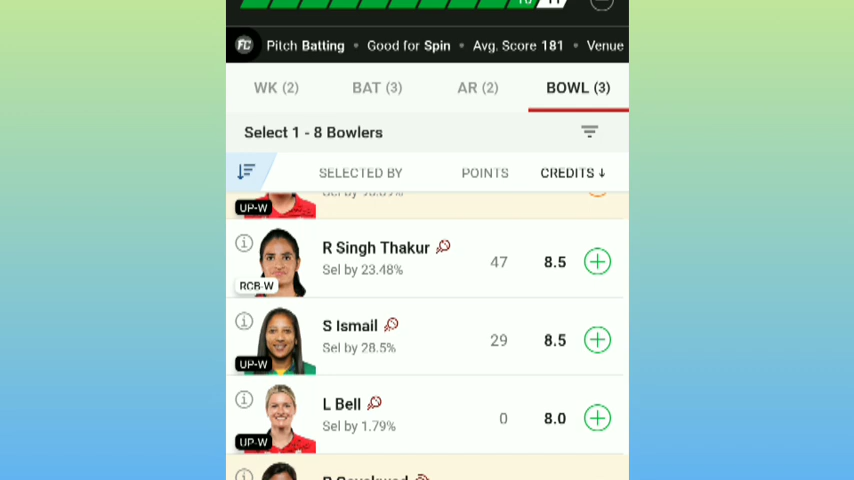 FC Pitch Batting • Good for Spin • Avg. Score 181 • Venue
WK (2) BAT (3) AR (2) BOWL (3)
Select 1 - 8 Bowlers
SELECTED BY POINTS CREDITS ↓
UP-W
R Singh Thakur
Sel by 23.48%
47 8.5
RCB-W
S Ismail
Sel by 28.5%
29 8.5
UP-W
L Bell
Sel by 1.79%
0 8.0
UP-W